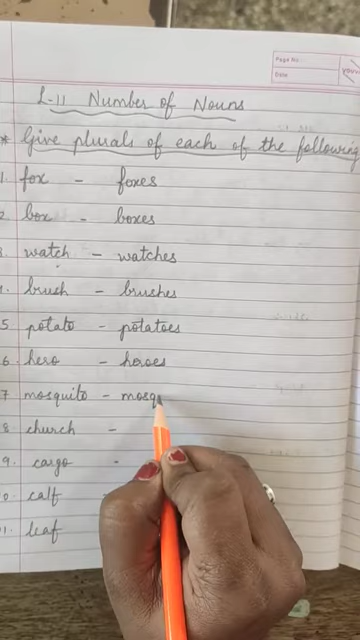 Page No.
Date
L-11 Number of Nouns
* Give plurals of each of the following
1. fox - foxes
2. box - boxes
3. watch - watches
4. brush - brushes
5 potato - potatoes
6. hero - heroes
7 mosquito - mosq
8 church -
9. cargo -
10. calf
11. leaf